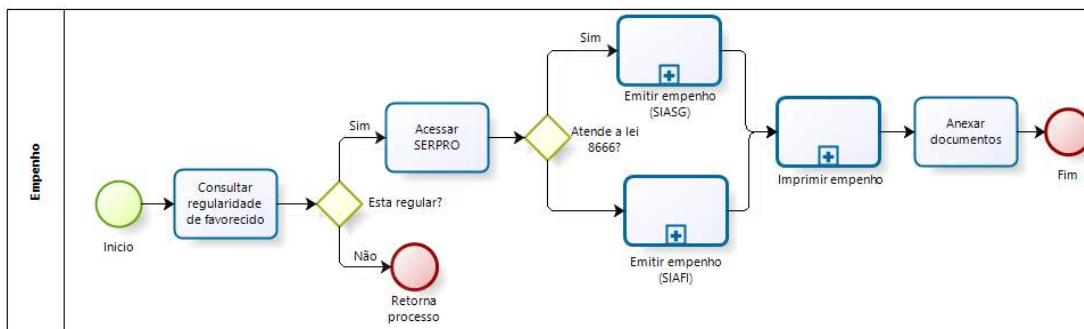 Empenho
Inicio
Consultar
regularidade
de favorecido
Esta regular?
Sim
Não
Retorna
processo
Acessar
SERPRO
Atende a lei
8666?
Sim
Emitir empenho
(SIASG)
Emitir empenho
(SIAFI)
Imprimir empenho
Anexar
documentos
Fim